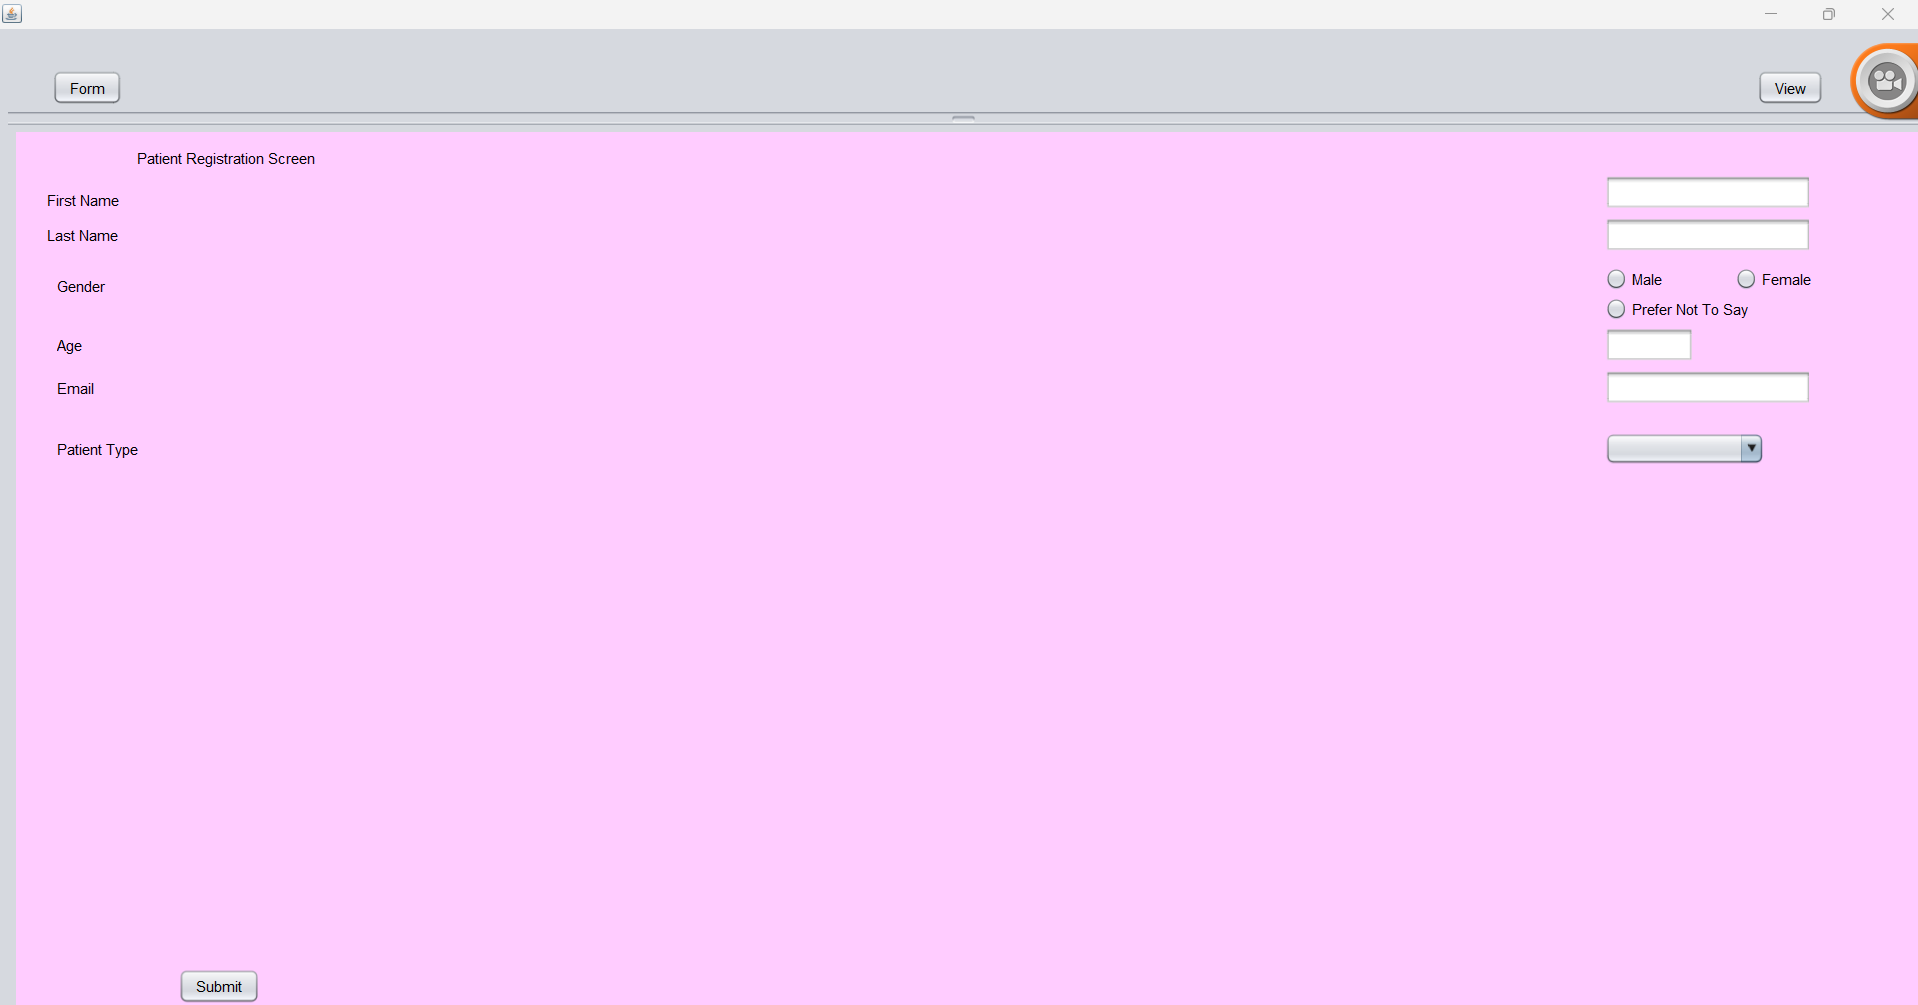 Form View
Patient Registration Screen
First Name
Last Name
Gender Male Female
Prefer Not To Say
Age
Email
Patient Type
Submit